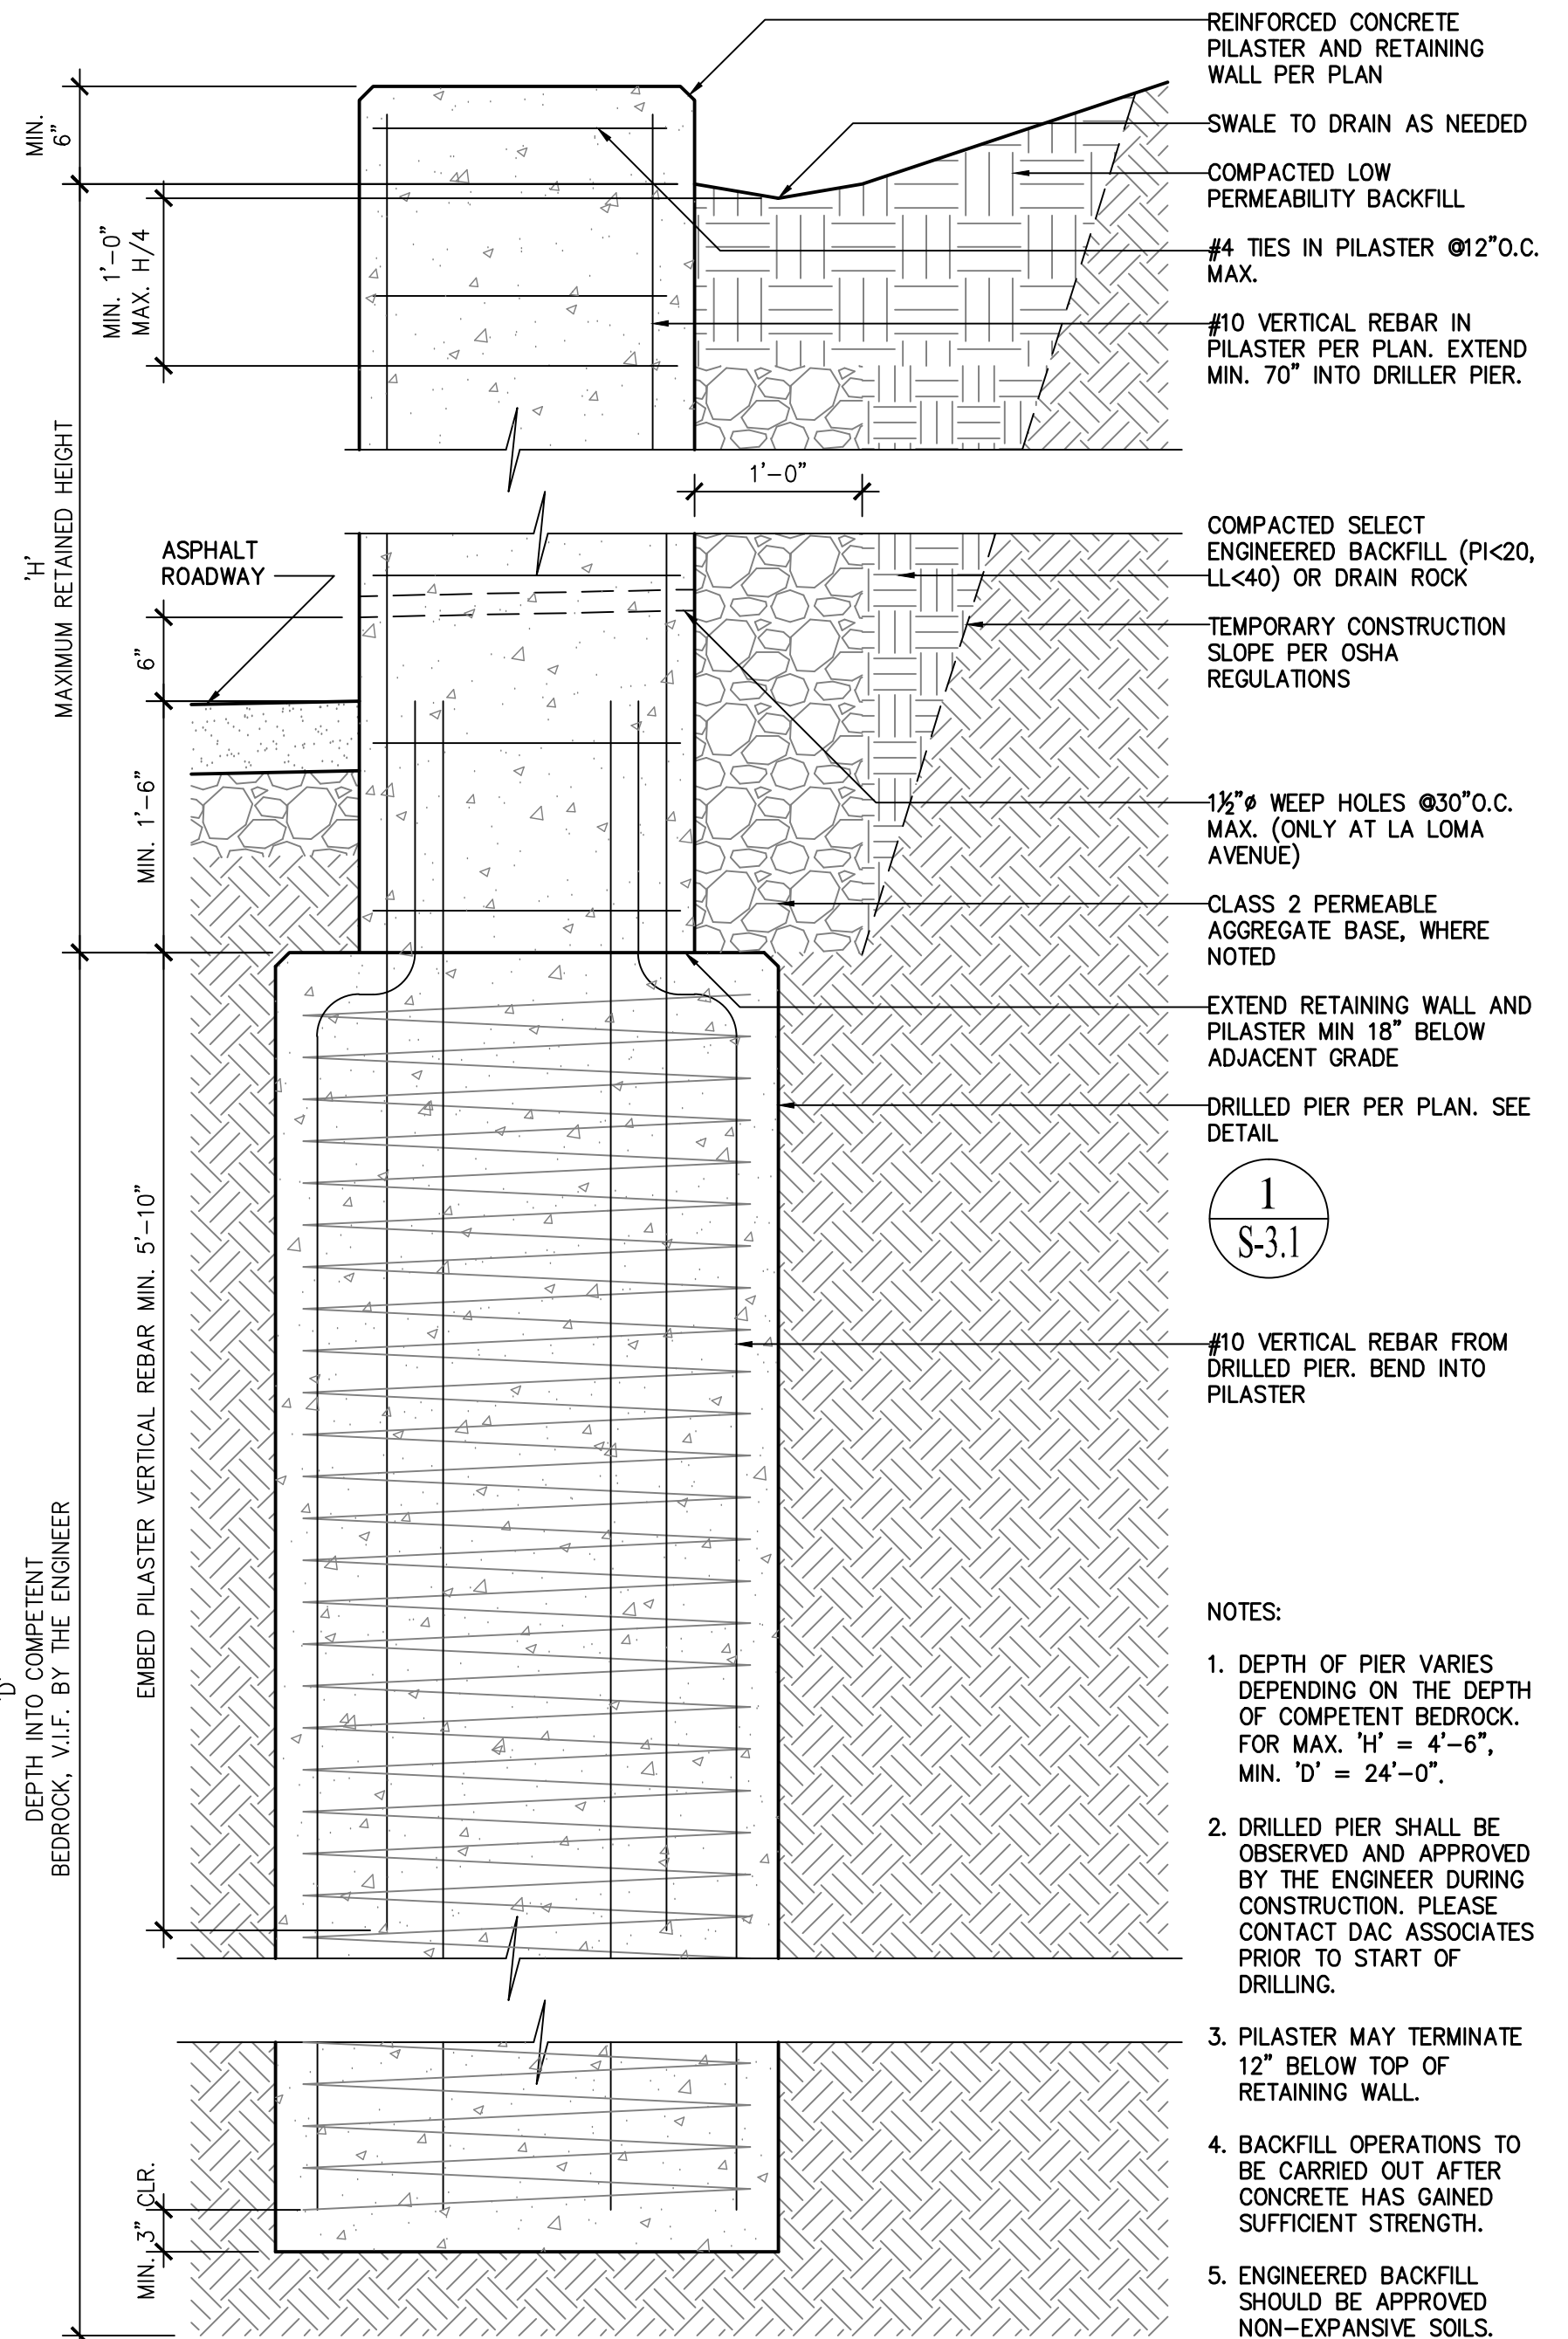 REINFORCED CONCRETE
PILASTER AND RETAINING
WALL PER PLAN
SWALE TO DRAIN AS NEEDED
COMPACTED LOW
PERMEABILITY BACKFILL
#4 TIES IN PILASTER @12"O.C.
MAX.
#10 VERTICAL REBAR IN
PILASTER PER PLAN. EXTEND
MIN. 70" INTO DRILLER PIER.
MIN.
6"
MIN. 1'-0"
MAX. H/4
'H'
MAXIMUM RETAINED HEIGHT
1'-0"
ASPHALT
ROADWAY
6"
MIN. 1'-6"
COMPACTED SELECT
ENGINEERED BACKFILL (PI<20,
LL<40) OR DRAIN ROCK
TEMPORARY CONSTRUCTION
SLOPE PER OSHA
REGULATIONS
1½"ø WEEP HOLES @30"O.C.
MAX. (ONLY AT LA LOMA
AVENUE)
CLASS 2 PERMEABLE
AGGREGATE BASE, WHERE
NOTED
EXTEND RETAINING WALL AND
PILASTER MIN 18" BELOW
ADJACENT GRADE
DRILLED PIER PER PLAN. SEE
DETAIL
1
S-3.1
#10 VERTICAL REBAR FROM
DRILLED PIER. BEND INTO
PILASTER
EMBED PILASTER VERTICAL REBAR MIN. 5'-10"
'D'
DEPTH INTO COMPETENT
BEDROCK, V.I.F. BY THE ENGINEER
MIN. 3" CLR.
NOTES:
1. DEPTH OF PIER VARIES
DEPENDING ON THE DEPTH
OF COMPETENT BEDROCK.
FOR MAX. 'H' = 4'-6",
MIN. 'D' = 24'-0".
2. DRILLED PIER SHALL BE
OBSERVED AND APPROVED
BY THE ENGINEER DURING
CONSTRUCTION. PLEASE
CONTACT DAC ASSOCIATES
PRIOR TO START OF
DRILLING.
3. PILASTER MAY TERMINATE
12" BELOW TOP OF
RETAINING WALL.
4. BACKFILL OPERATIONS TO
BE CARRIED OUT AFTER
CONCRETE HAS GAINED
SUFFICIENT STRENGTH.
5. ENGINEERED BACKFILL
SHOULD BE APPROVED
NON-EXPANSIVE SOILS.